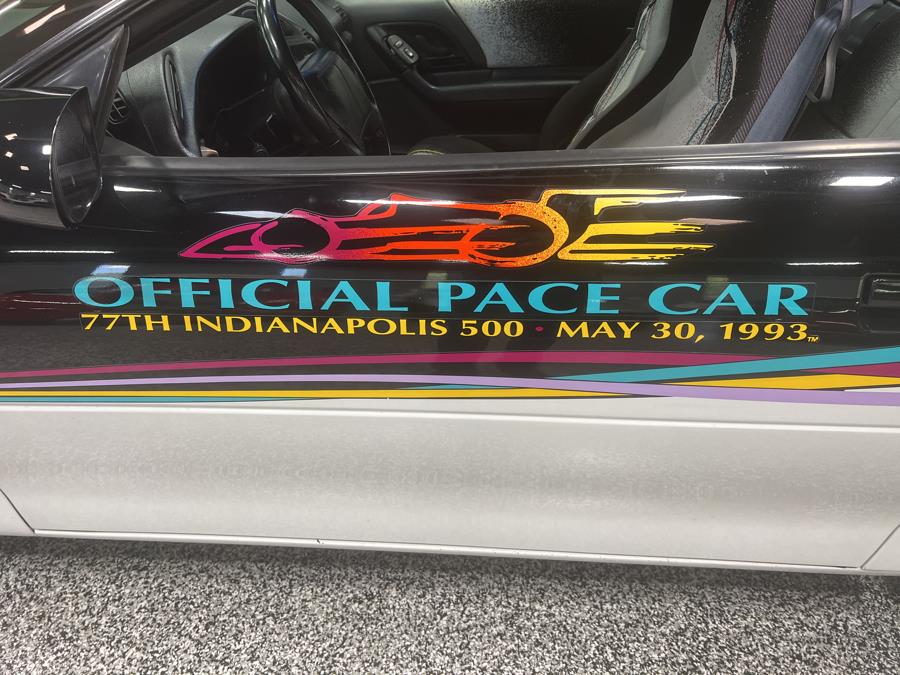 OFFICIAL PACE CAR
77TH INDIANAPOLIS 500 • MAY 30, 1993™